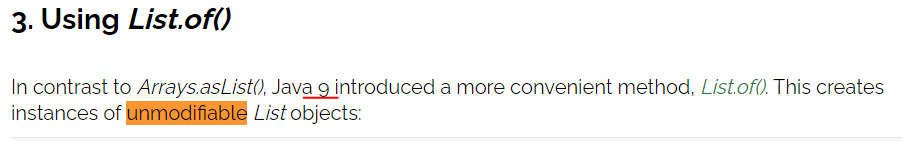 3. Using List.of()
In contrast to Arrays.asList(), Java 9 introduced a more convenient method, List.of(). This creates
instances of unmodifiable List objects: